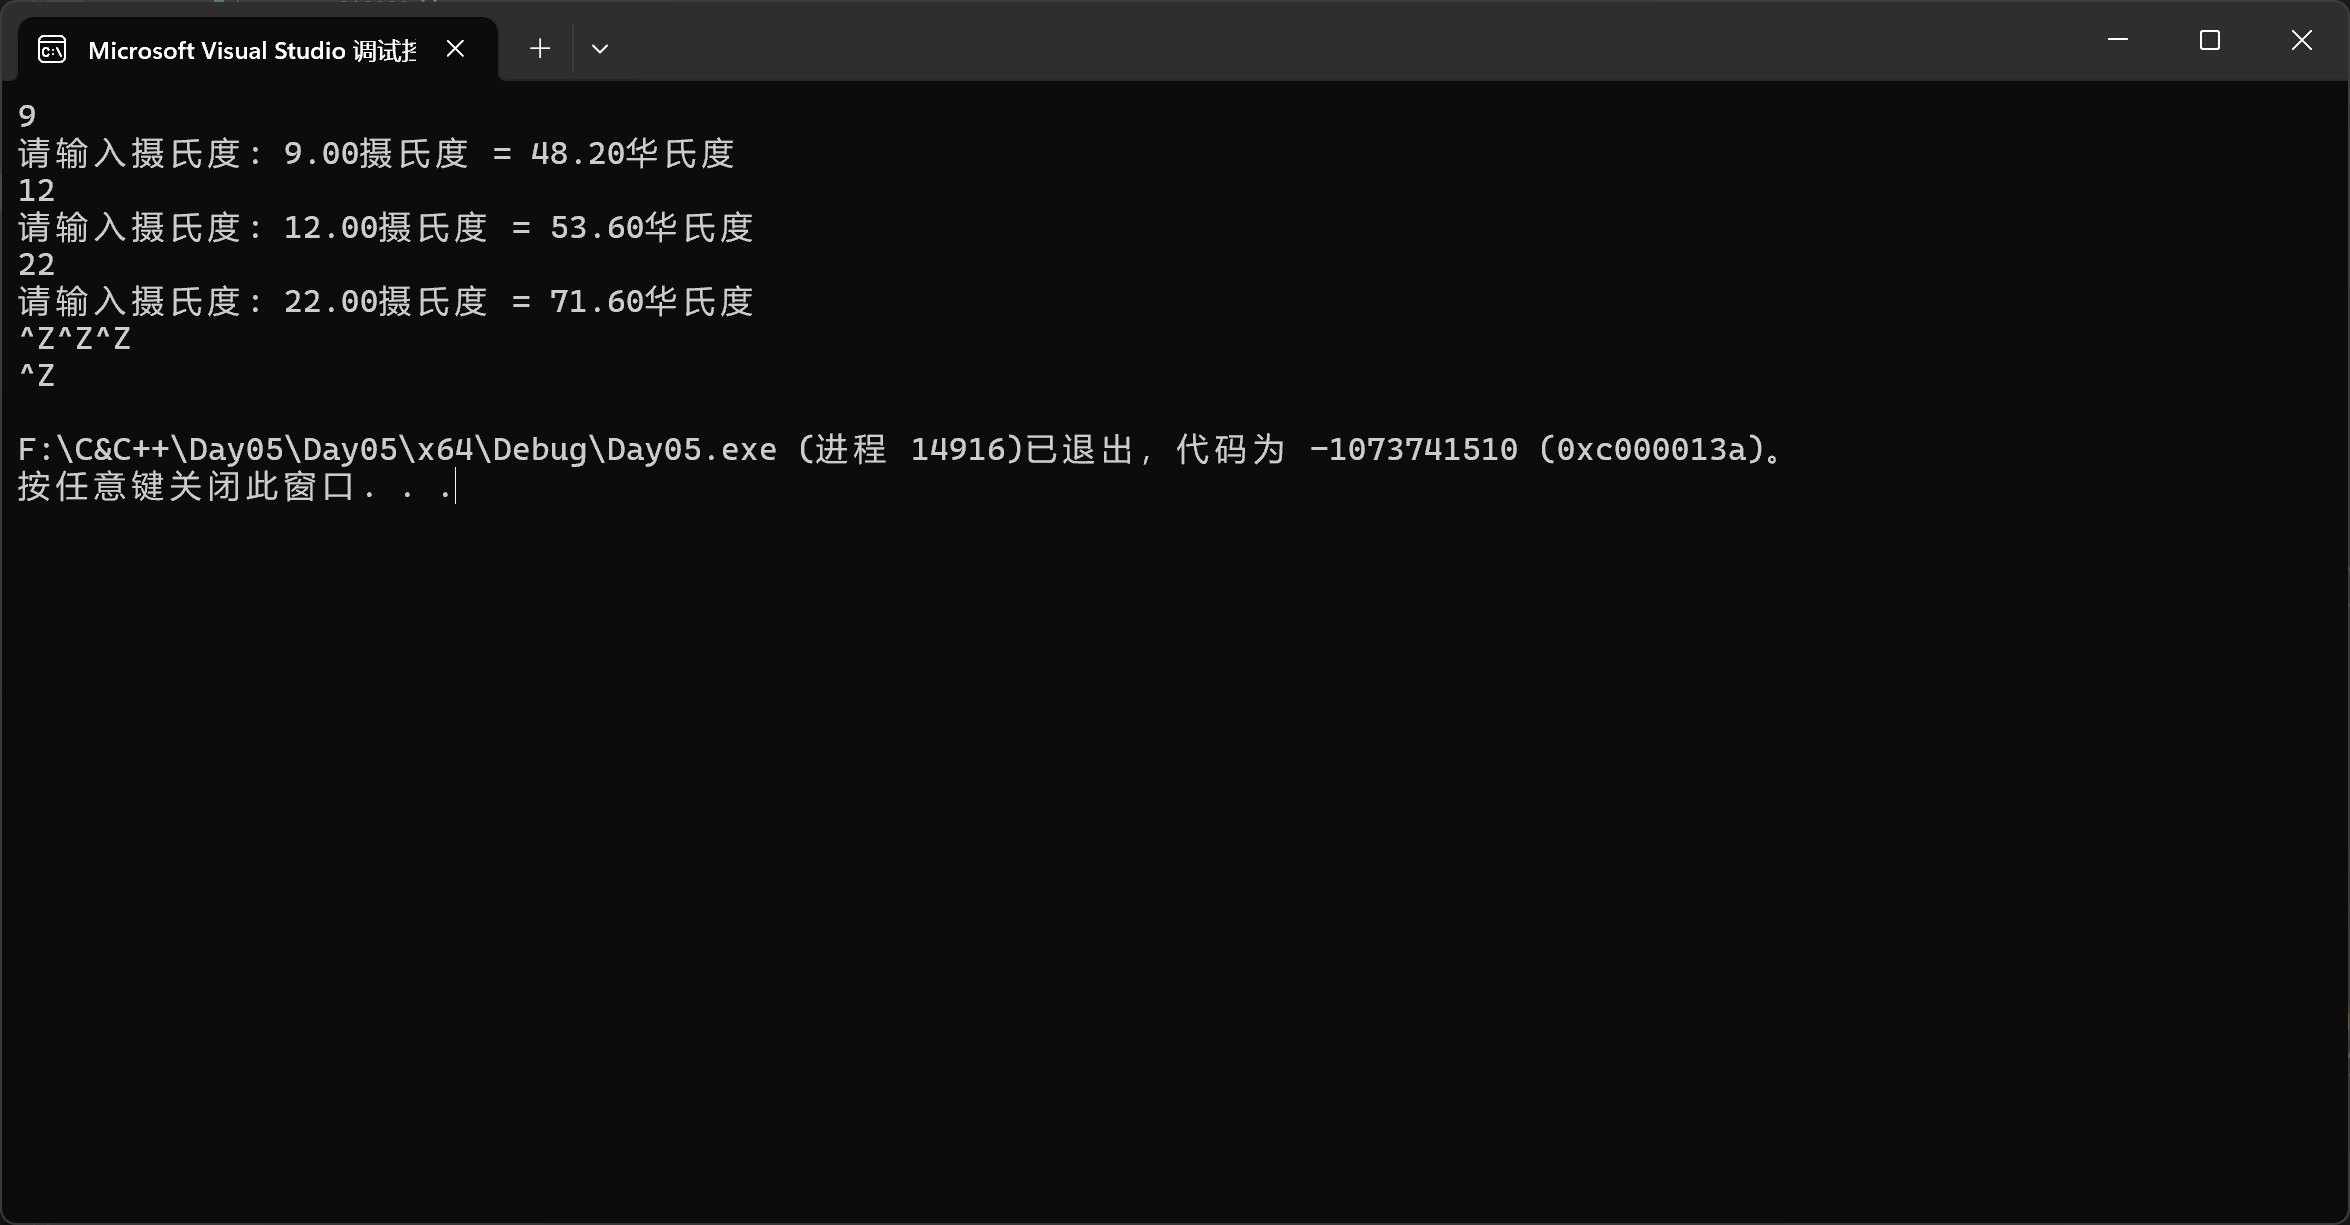 Microsoft Visual Studio 调试
9
请输入摄氏度: 9.00摄氏度 = 48.20华氏度
12
请输入摄氏度: 12.00摄氏度 = 53.60华氏度
22
请输入摄氏度: 22.00摄氏度 = 71.60华氏度
^Z^Z^Z
^Z
F:\C&C++\Day05\Day05\x64\Debug\Day05.exe (进程 14916)已退出，代码为 -1073741510 (0xc000013a)。
按任意键关闭此窗口. . .